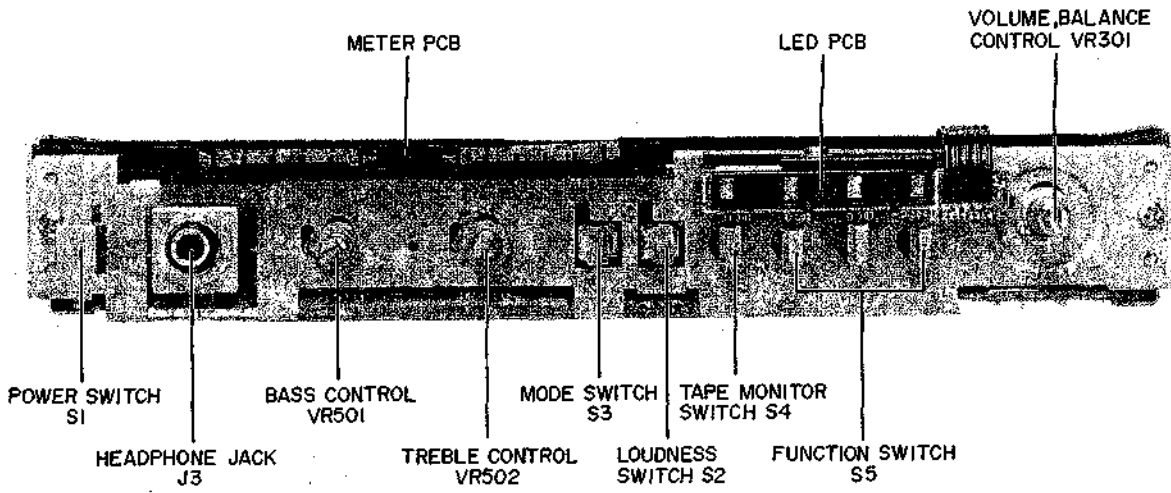 METER PCB
LED PCB
VOLUME,BALANCE
CONTROL VR301
POWER SWITCH
S1
HEADPHONE JACK
J3
BASS CONTROL
VR501
TREBLE CONTROL
VR502
MODE SWITCH
S3
LOUDNESS
SWITCH S2
TAPE MONITOR
SWITCH S4
FUNCTION SWITCH
S5